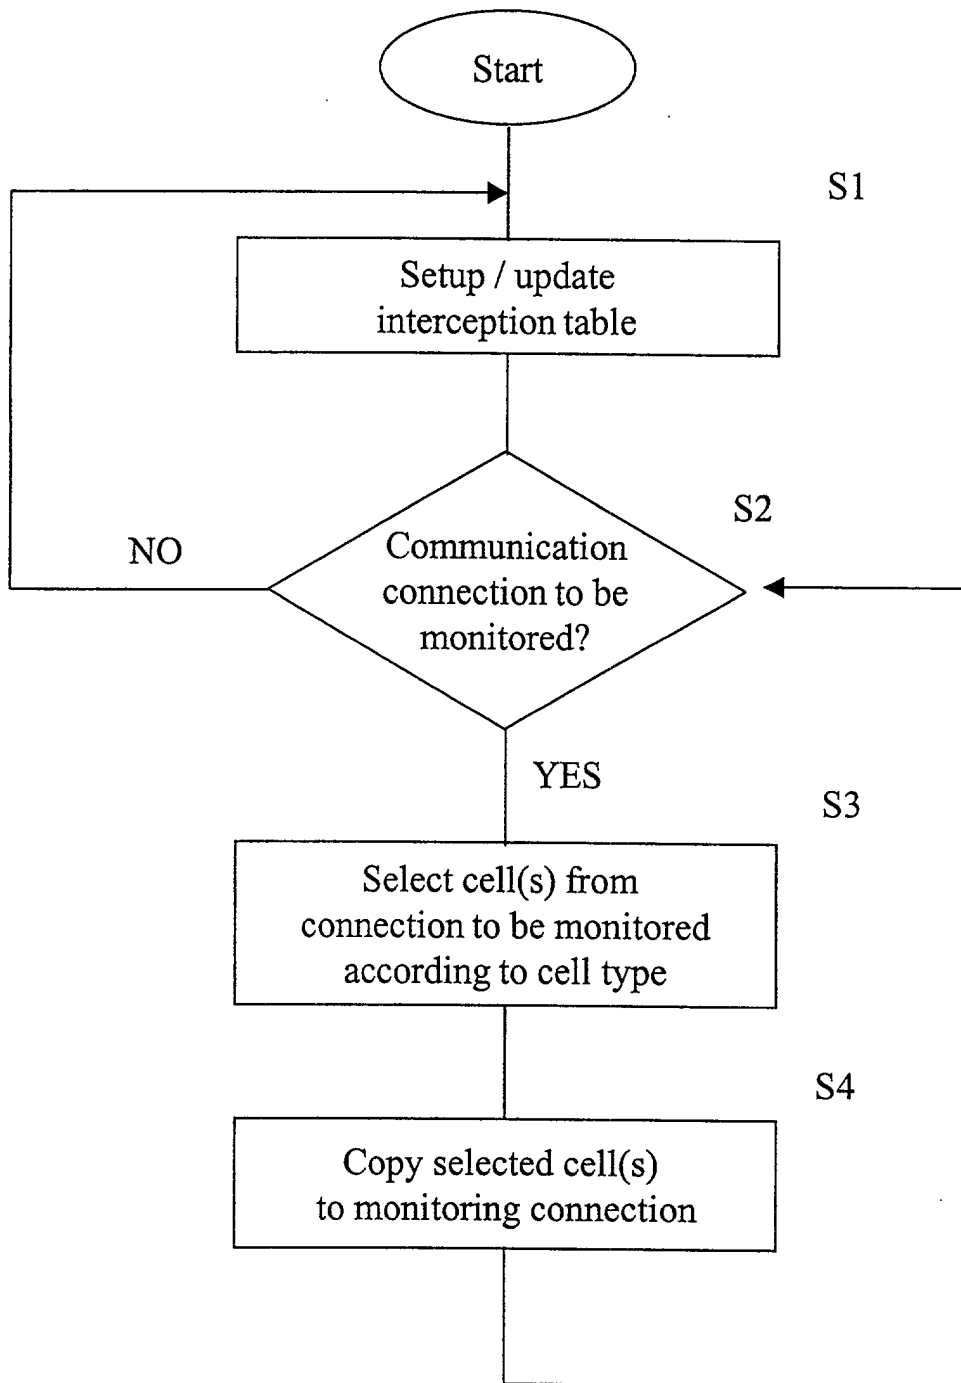 Start
S1
Setup / update
interception table
S2
NO
Communication
connection to be
monitored?
YES
S3
Select cell(s) from
connection to be monitored
according to cell type
S4
Copy selected cell(s)
to monitoring connection